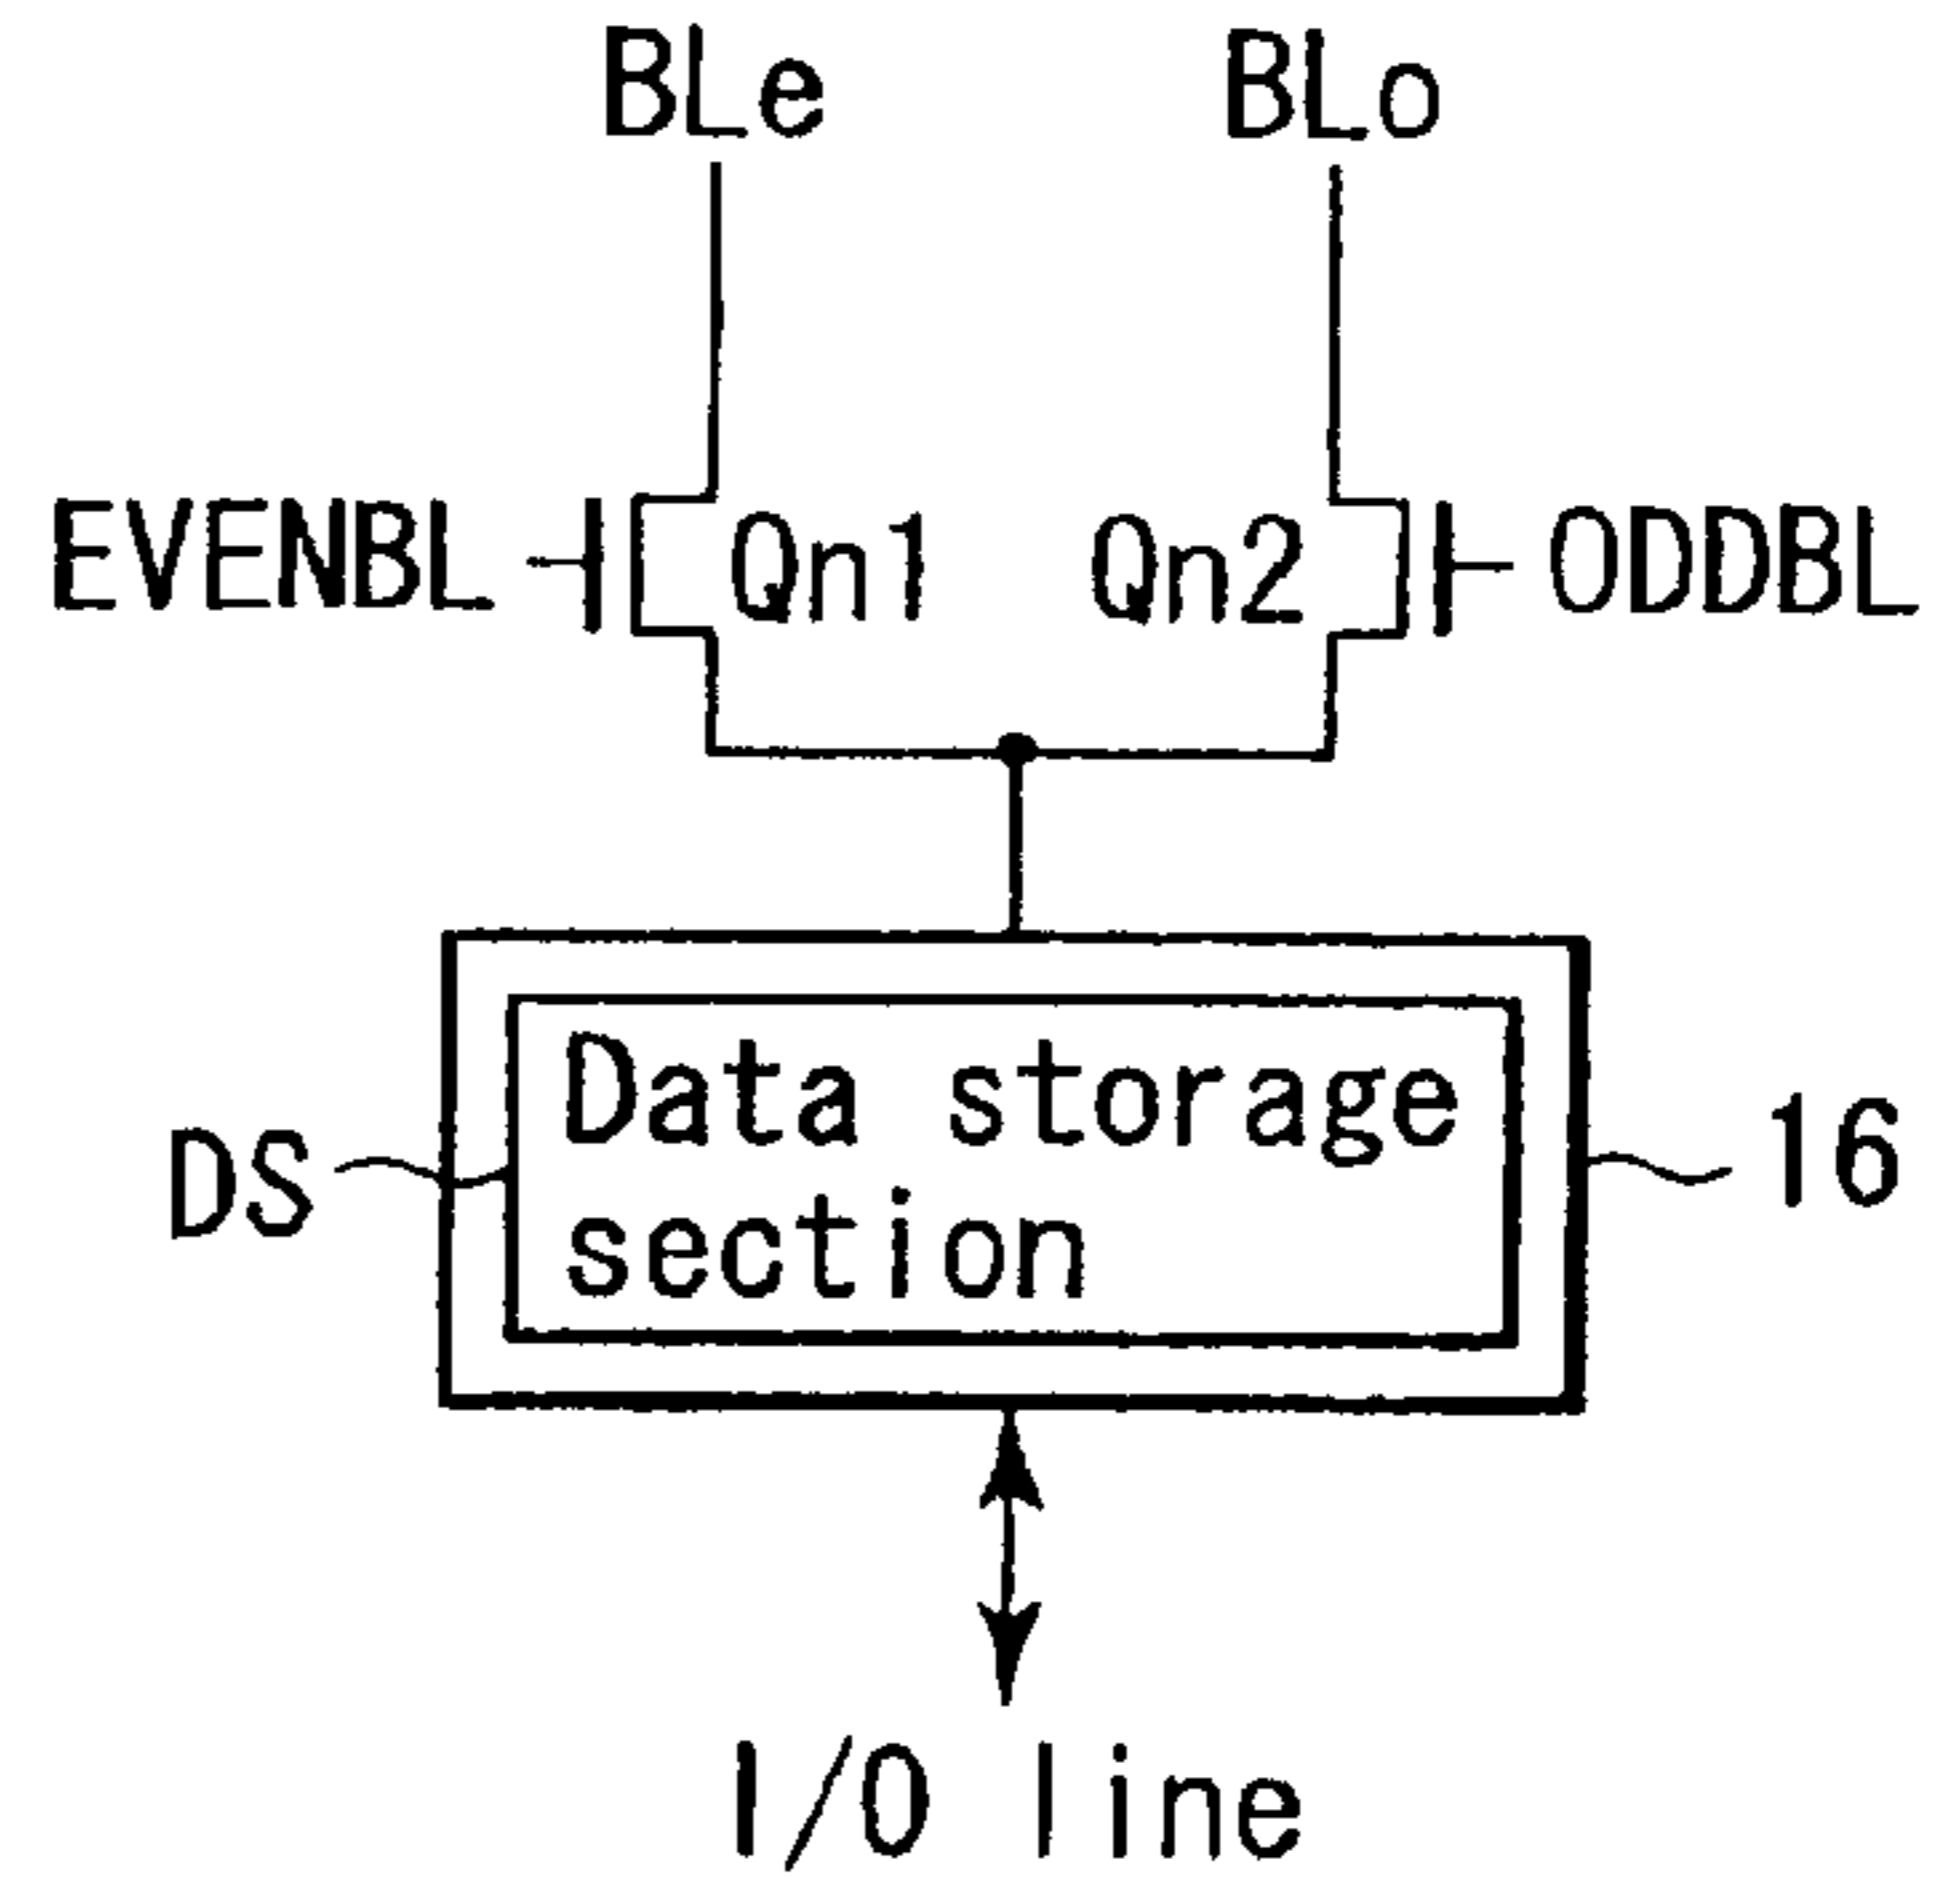 BLe BLo
EVENBL Qn1 Qn2 ODDBL
Data storage
section
DS 16
I/O line